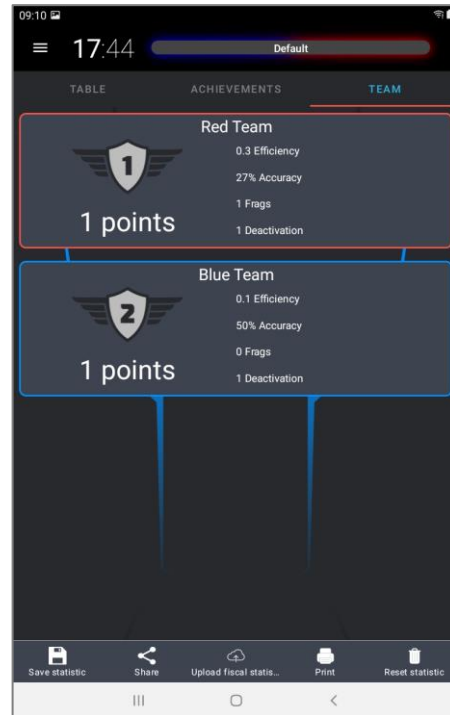 09:10
17:44 Default
TABLE ACHIEVEMENTS TEAM
Red Team
1
0.3 Efficiency
27% Accuracy
1 Frags
1 Deactivation
1 points
Blue Team
2
0.1 Efficiency
50% Accuracy
0 Frags
1 Deactivation
1 points
Save statistic Share Upload fiscal statis... Print Reset statistic